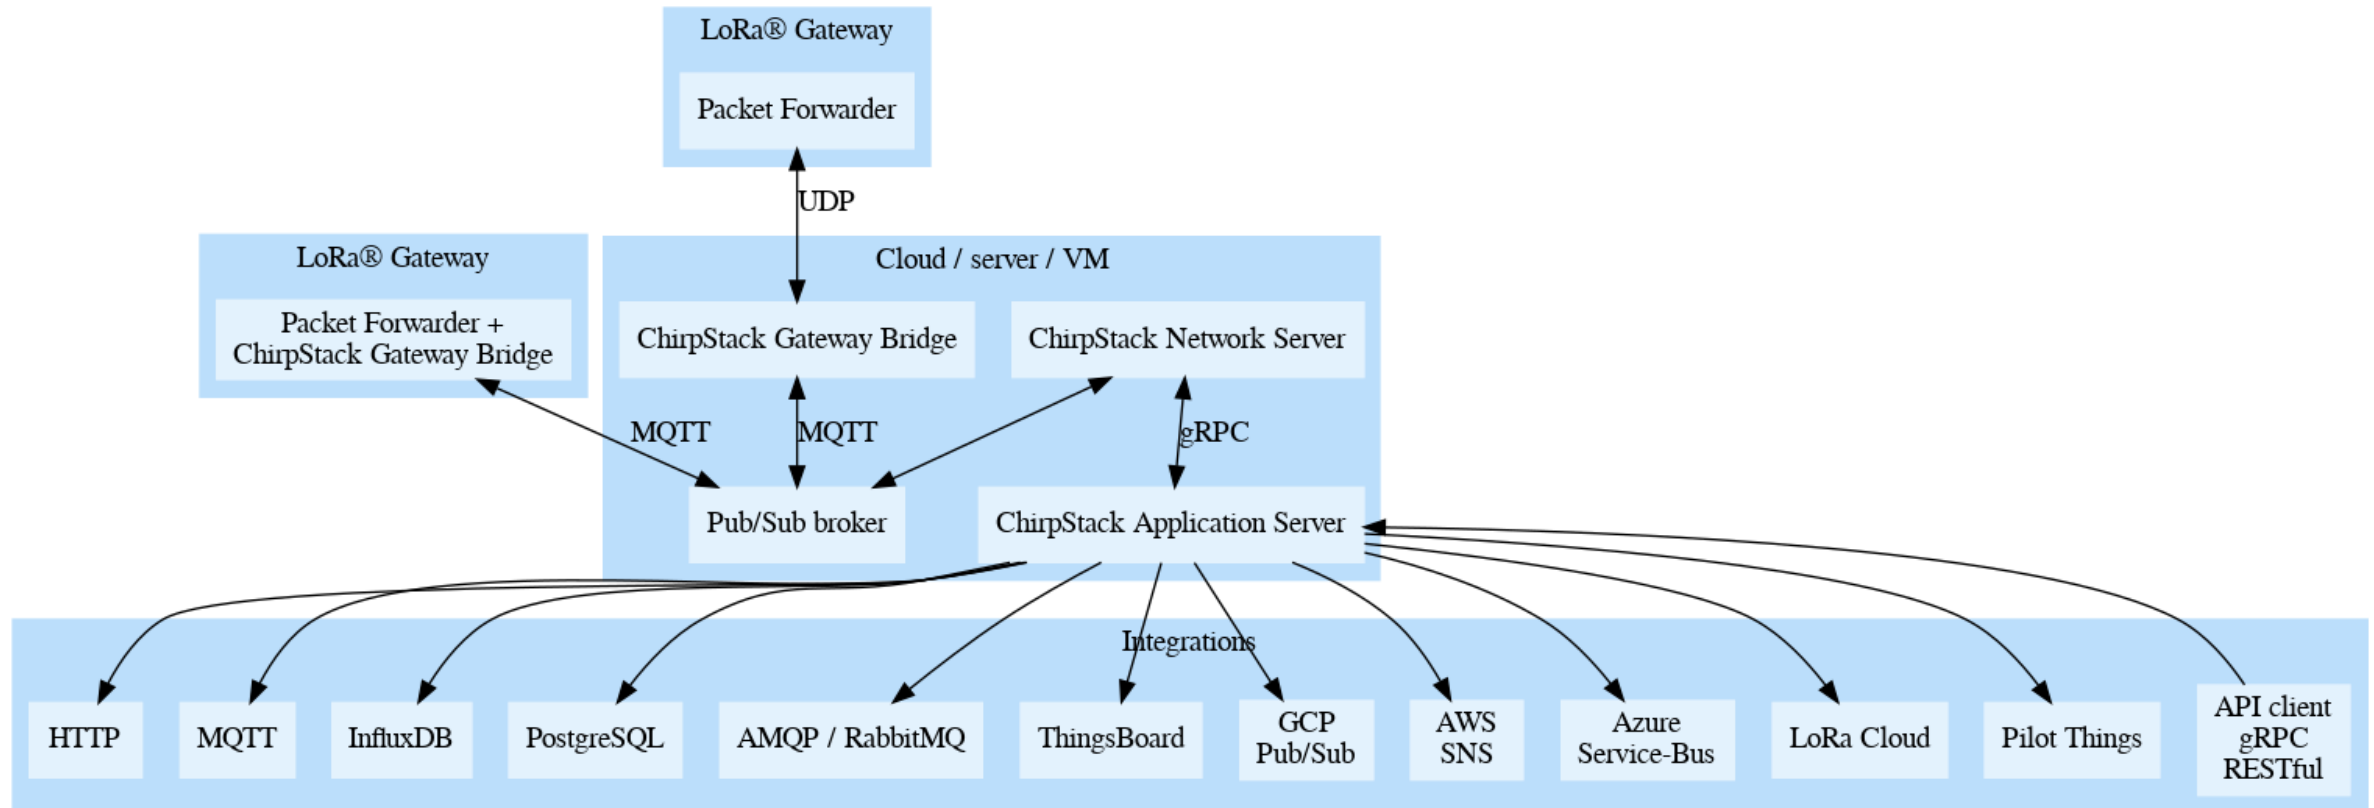 LoRa® Gateway
Packet Forwarder
UDP
LoRa® Gateway
Packet Forwarder +
ChirpStack Gateway Bridge
Cloud / server / VM
ChirpStack Gateway Bridge
ChirpStack Network Server
MQTT
MQTT
gRPC
Pub/Sub broker
ChirpStack Application Server
Integrations
HTTP
MQTT
InfluxDB
PostgreSQL
AMQP / RabbitMQ
ThingsBoard
GCP
Pub/Sub
AWS
SNS
Azure
Service-Bus
LoRa Cloud
Pilot Things
API client
gRPC
RESTful